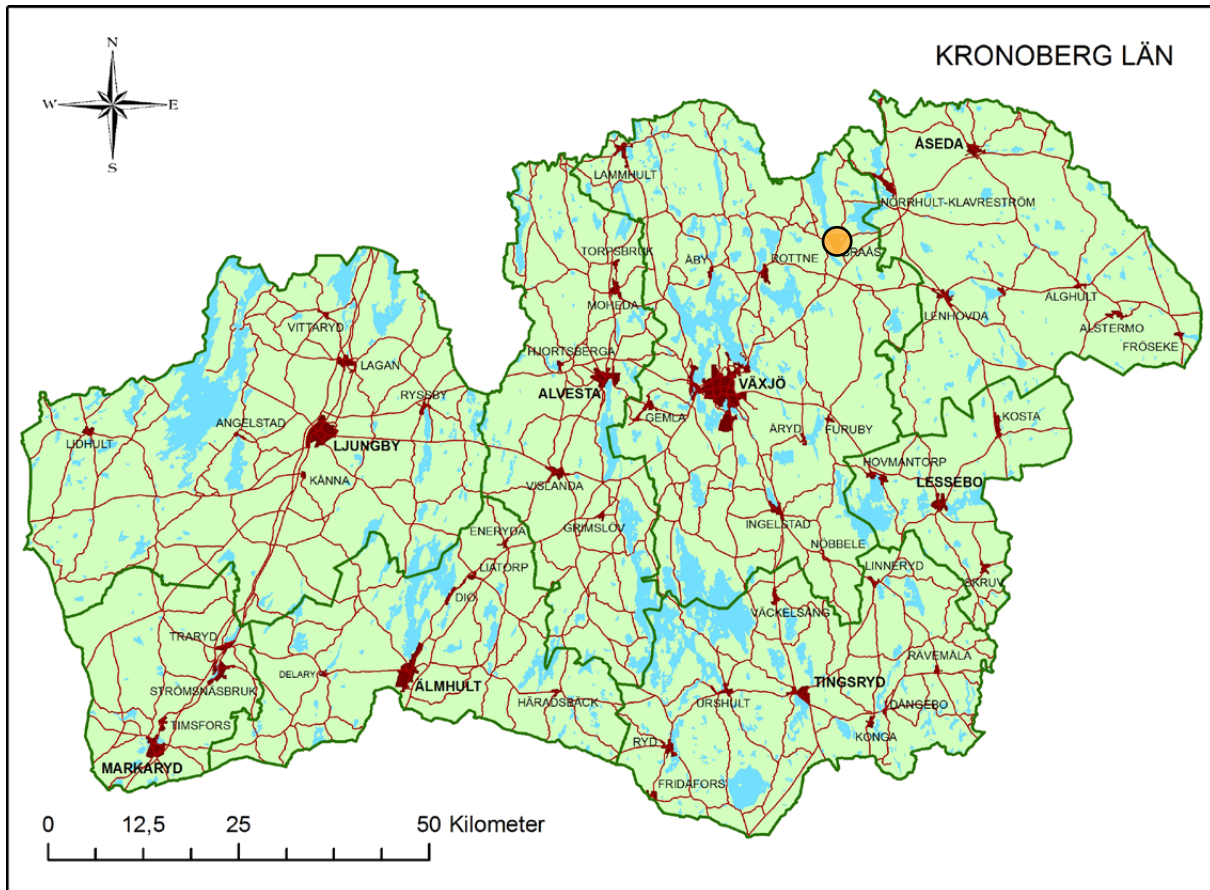 KRONOBERG LÄN
N
W
E
S
ÅSEDA
LAMMHULT
NORRHULT-KLAVRESTRÖM
TORPSBRUK
ÅBY
ROTTNE
BRAÅS
MOHEDA
LENHOVDA
ÄLGHULT
ALSTERMO
FRÖSEKE
VITTARYD
LAGAN
HJORTSBERGA
ALVESTA
VÄXJÖ
RYSSBY
GEMLA
KOSTA
LIDHULT
ANGELSTAD
LJUNGBY
ÅRYD
FURUBY
KÅNNA
VISLANDA
HOVMANTORP
LESSEBO
GRIMSLÖV
INGELSTAD
ENERYDA
NÖBBELE
LIATORP
LINNERYD
SKRUV
DIÖ
VÄCKELSÅNG
TRARYD
DELARY
RÄVEMÅLA
STRÖMSNÄSBRUK
ÄLMHULT
TINGSRYD
HÄRADSBÄCK
URSHULT
DÅNGEBO
TIMSFORS
KONGA
RYD
MARKARYD
FRIDAFORS
0 12,5 25 50 Kilometer